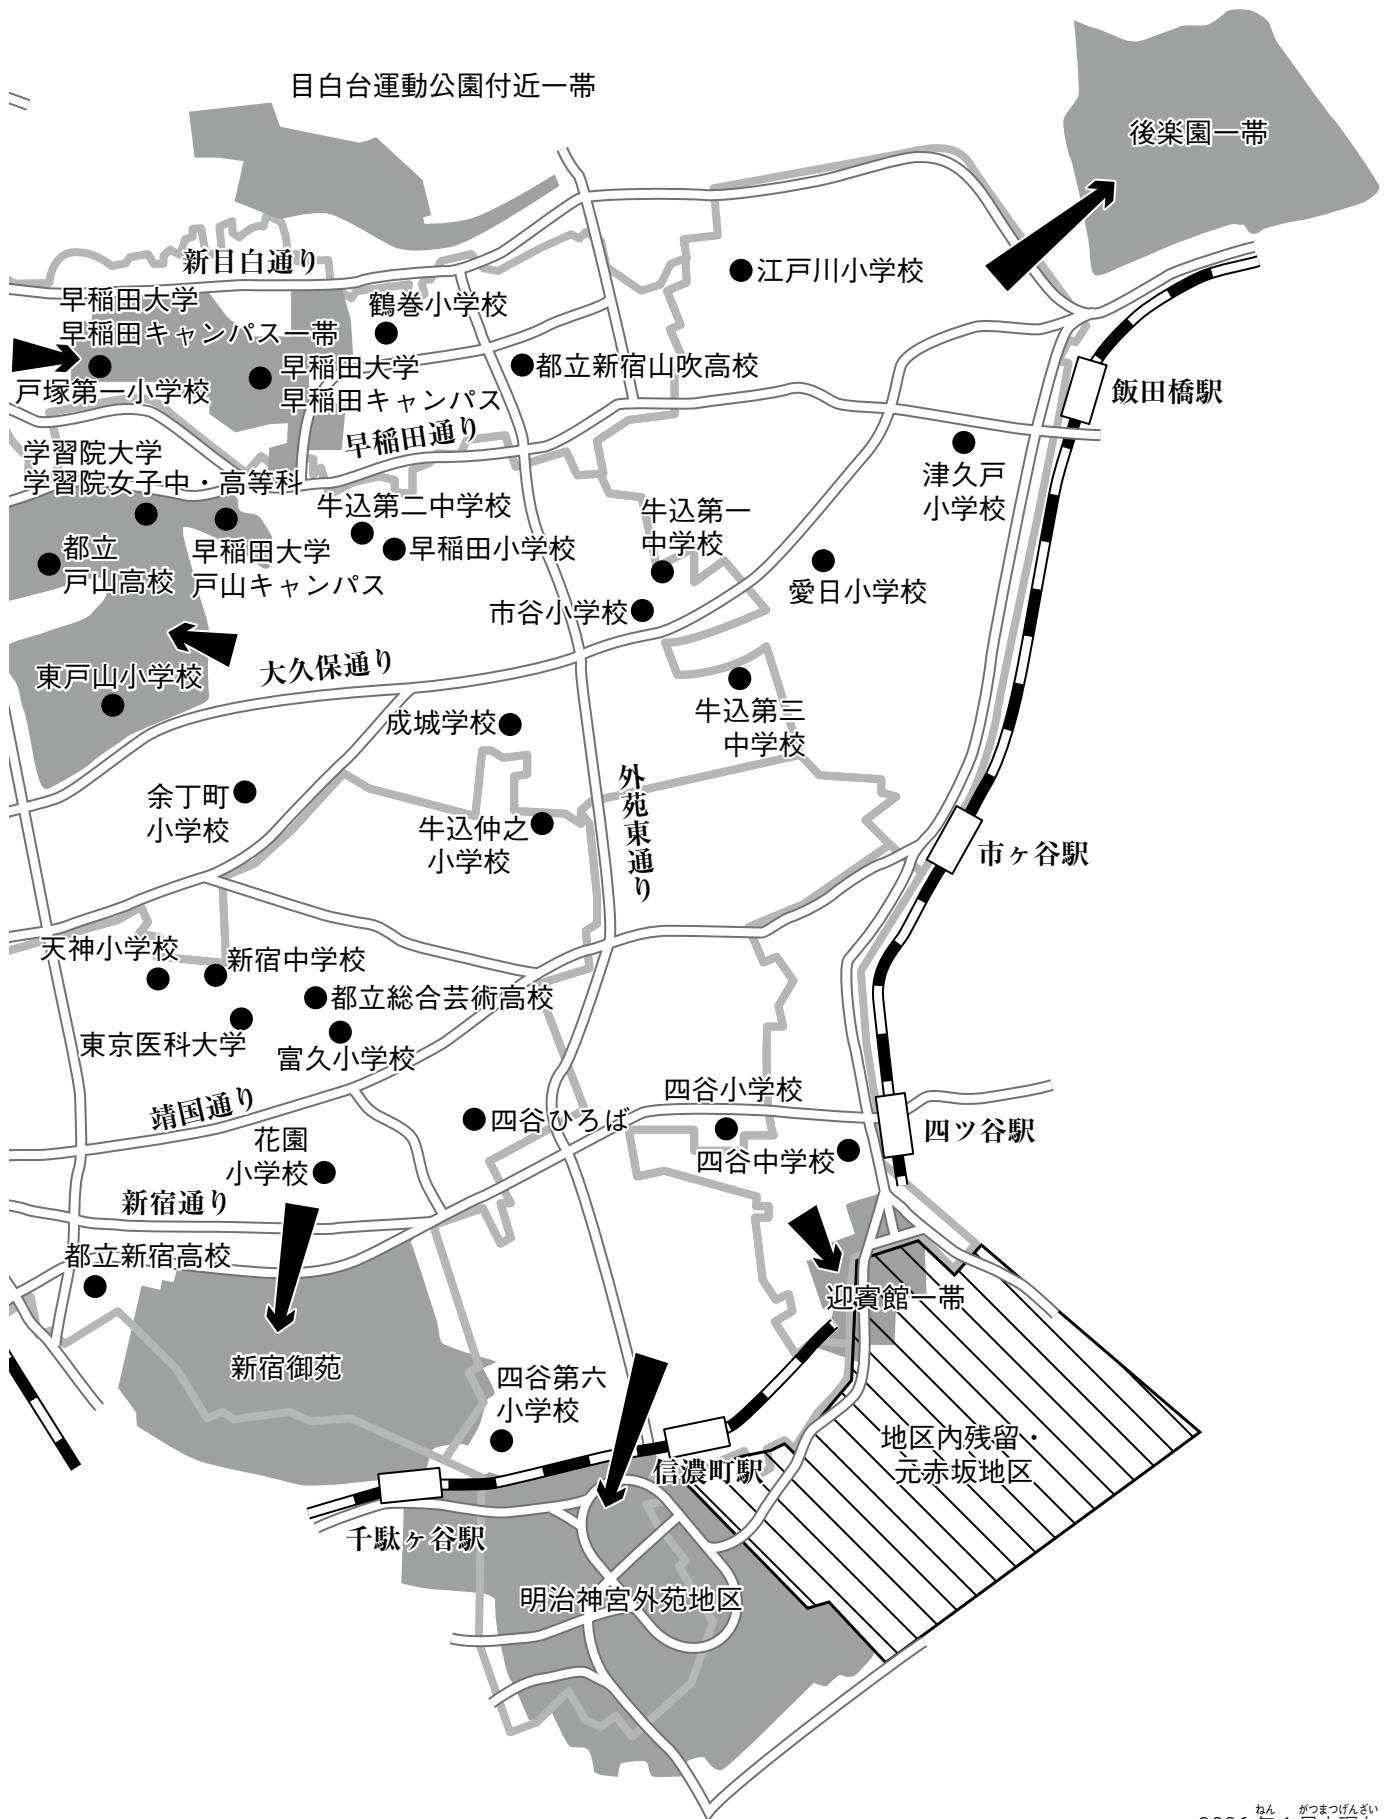 目白台運動公園付近一帯
後楽園一帯
新目白通り
江戸川小学校
早稲田大学
早稲田キャンパス一帯
鶴巻小学校
戸塚第一小学校
早稲田大学
早稲田キャンパス
都立新宿山吹高校
飯田橋駅
早稲田通り
学習院大学
学習院女子中・高等科
津久戸
小学校
牛込第二中学校
牛込第一
中学校
都立
戸山高校
早稲田大学
戸山キャンパス
早稲田小学校
愛日小学校
市谷小学校
大久保通り
東戸山小学校
成城学校
牛込第三
中学校
外苑東通り
余丁町
小学校
牛込仲之
小学校
市ヶ谷駅
天神小学校
新宿中学校
都立総合芸術高校
東京医科大学
富久小学校
靖国通り
四谷小学校
四谷ひろば
四ツ谷駅
花園
小学校
四谷中学校
新宿通り
都立新宿高校
迎賓館一帯
新宿御苑
四谷第六
小学校
地区内残留・
元赤坂地区
信濃町駅
千駄ヶ谷駅
明治神宮外苑地区
ねん がつまつげんざい